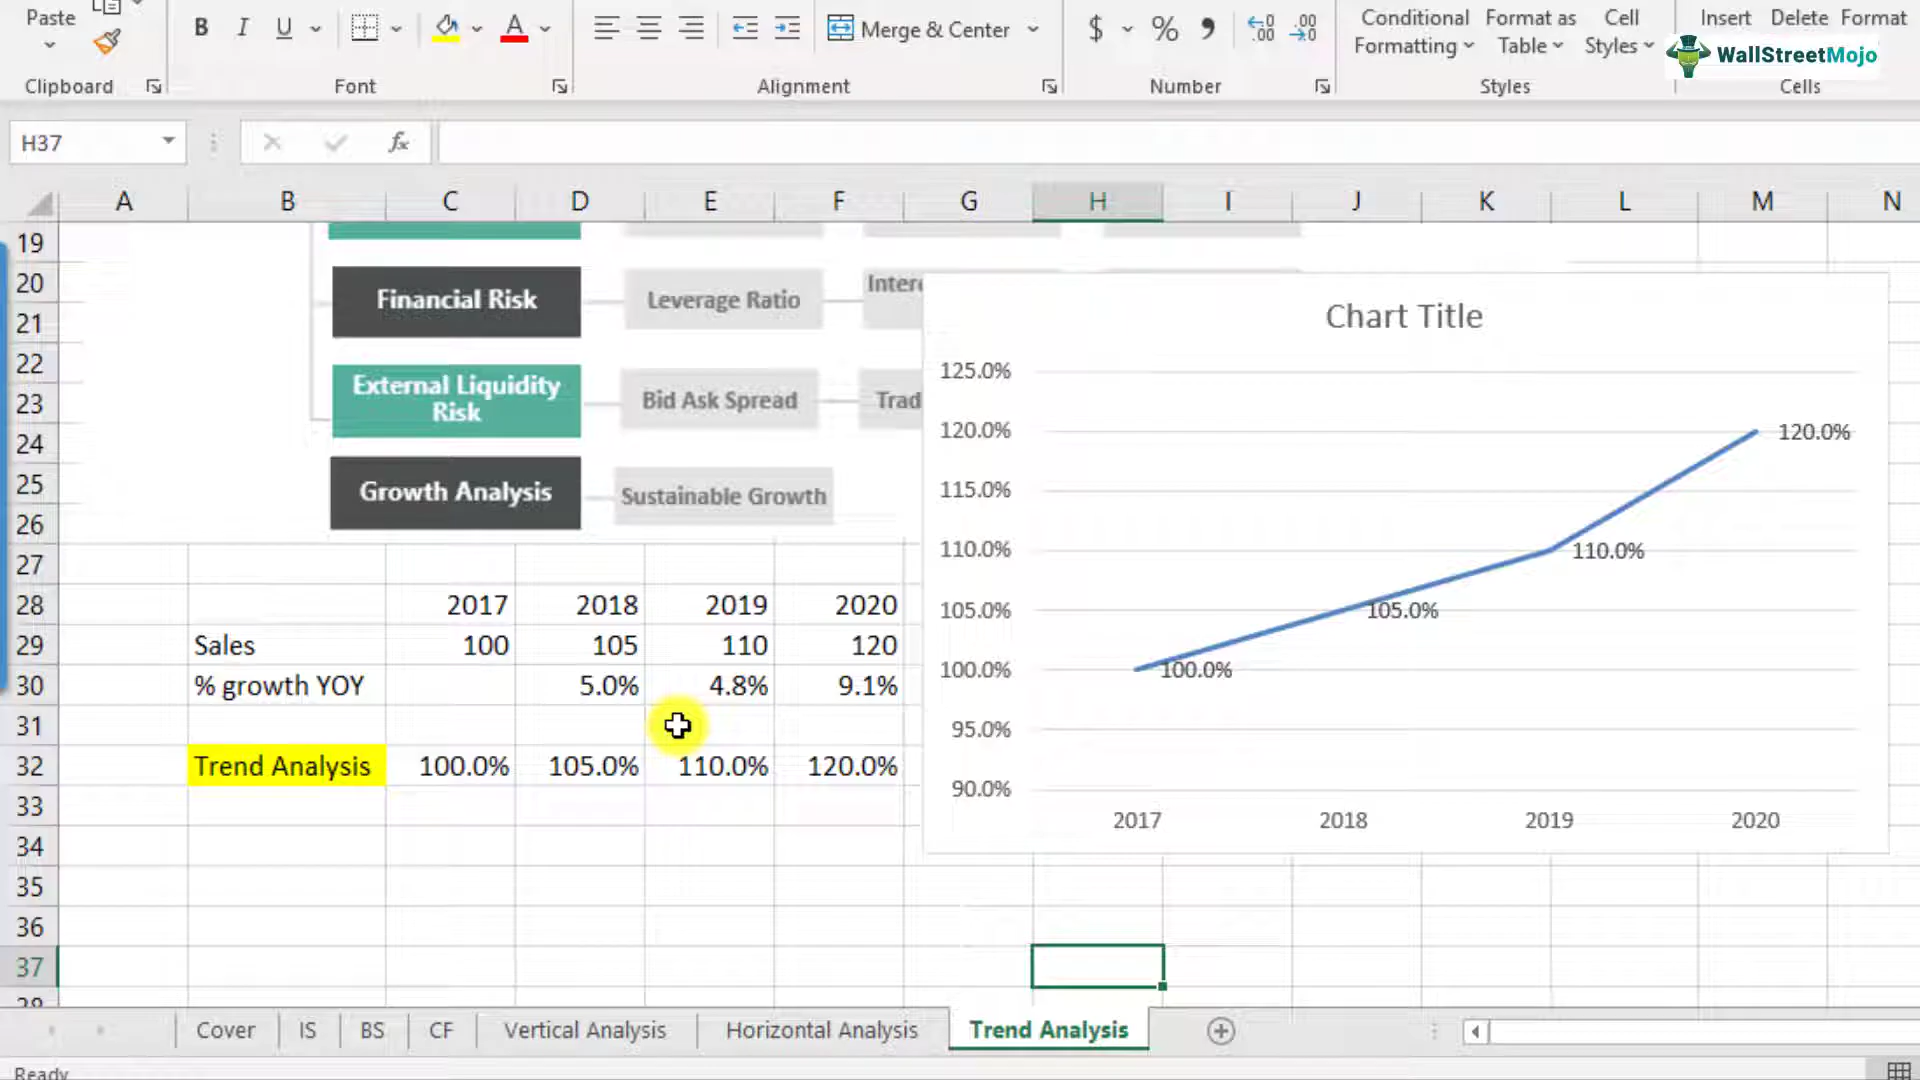 Paste
B I U A
Merge & Center
$ % ,
Conditional
Formatting
Format as
Table
Cell
Styles
Insert Delete Format
WallStreetMojo
Clipboard Font Alignment Number Styles Cells
H37 fx
A B C D E F G H I J K L M N
19
20
21
22
23
24
25
26
27
28
29
30
31
32
33
34
35
36
37
38
Financial Risk Leverage Ratio
External Liquidity
Risk
Bid Ask Spread
Growth Analysis Sustainable Growth
2017 2018 2019 2020
Sales 100 105 110 120
% growth YOY 5.0% 4.8% 9.1%
Trend Analysis 100.0% 105.0% 110.0% 120.0%
Chart Title
125.0%
120.0%
115.0%
110.0%
105.0%
100.0%
95.0%
90.0%
100.0%
105.0%
110.0%
120.0%
2017 2018 2019 2020
Cover IS BS CF Vertical Analysis Horizontal Analysis Trend Analysis
Ready